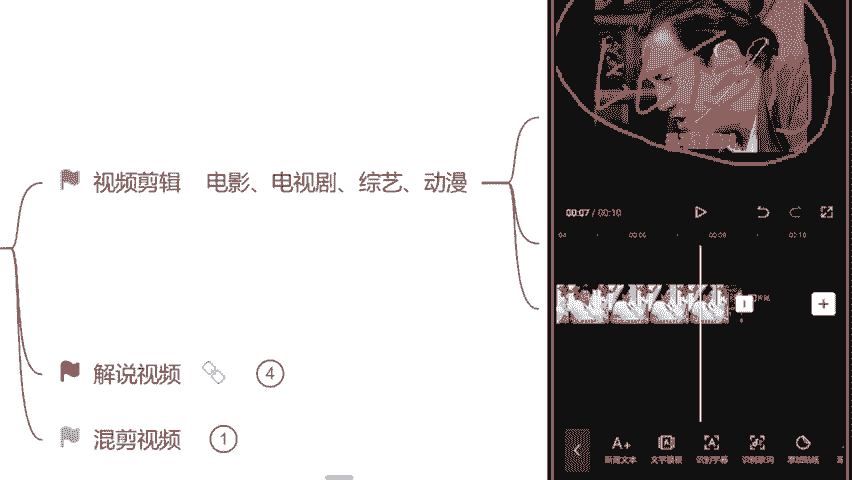 视频剪辑 电影、电视剧、综艺、动漫
解说视频 4
混剪视频 1
00:07 / 00:10
04 00:06 00:08 00:10
A+
A
新建文本 文字模板 识别字幕 识别歌词 添加贴纸